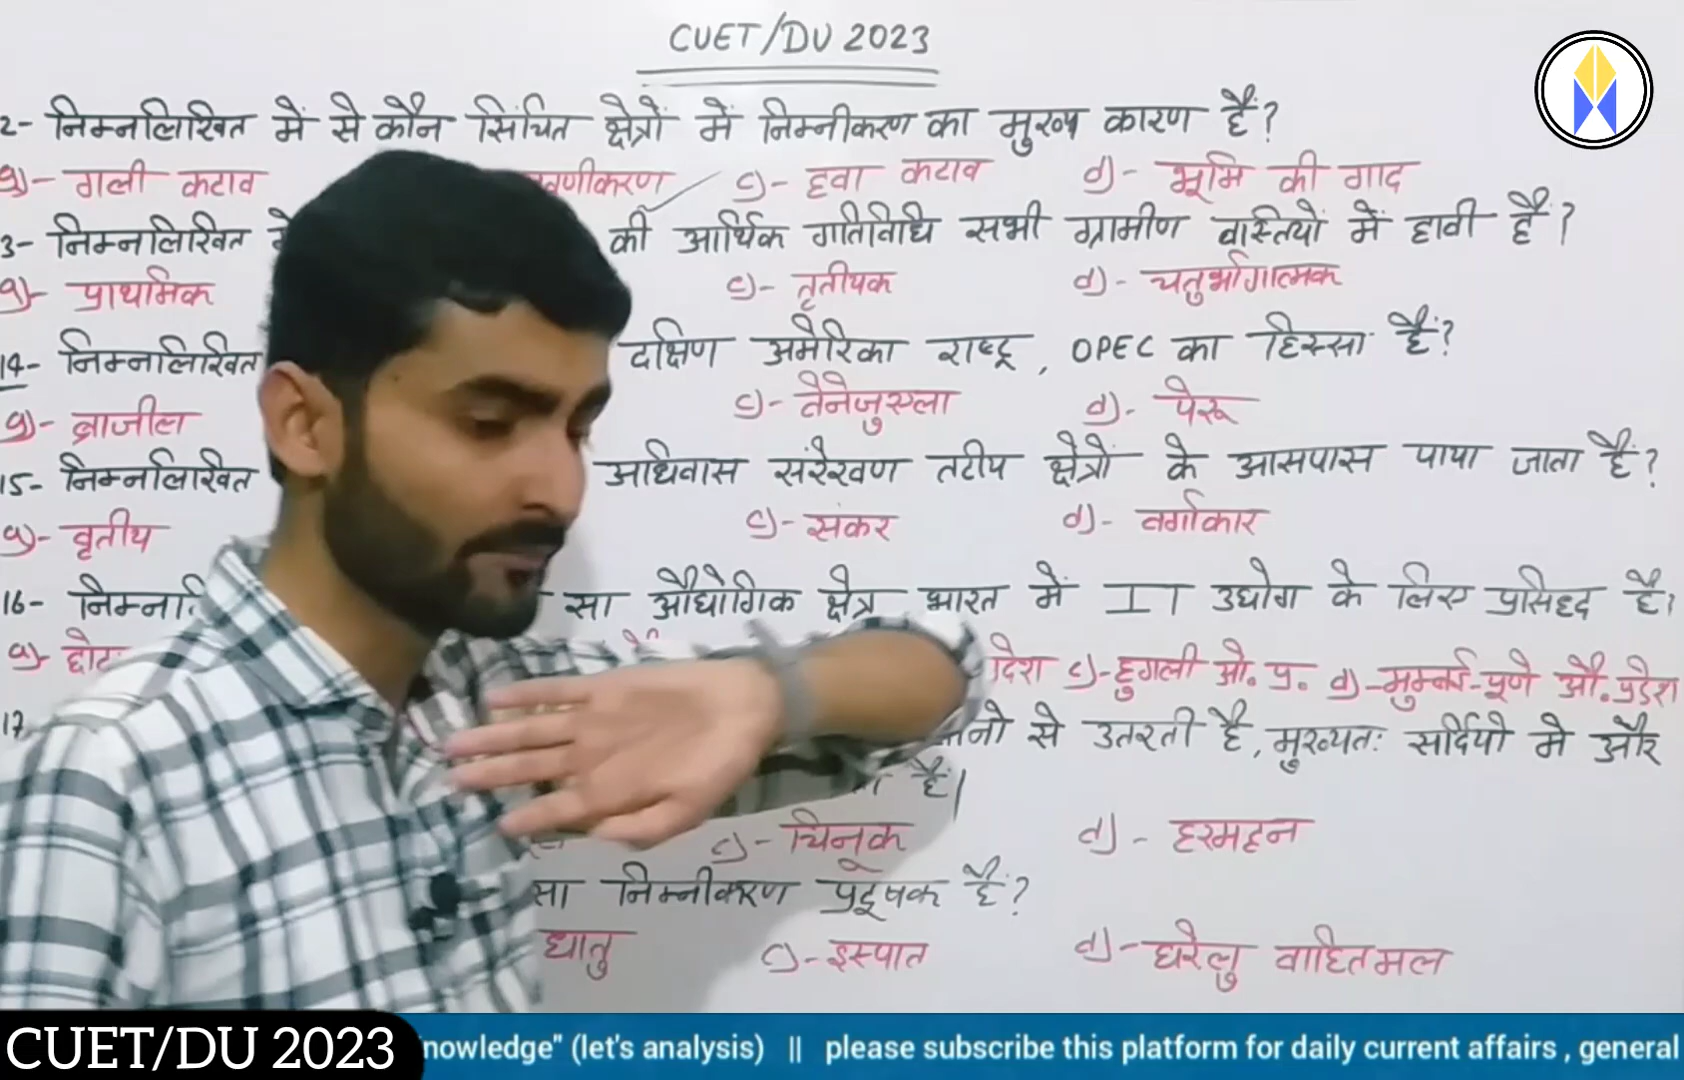 CUET/DU 2023
2- निम्नलिखित में से कौन सिंचित क्षेत्रों में निम्नीकरण का मुख्य कारण है?
a)- गली कटाव वणीकरण c)- हवा कटाव d)- भूमि की गाद
3- निम्नलिखित की आर्थिक गतिविधि सभी ग्रामीण बास्तियों में हावी है?
a)- प्राथमिक c)- तृतीयक d)- चतुर्भागात्मक
14- निम्नलिखित दक्षिण अमेरिका राष्ट्र, OPEC का हिस्सा है?
a)- ब्राजील c)- वेनेजुएला d)- पेरू
15- निम्नलिखित अधिवास संरेखण तटीय क्षेत्रों के आसपास पाया जाता है?
a)- वृतीय c)- संकर d)- वर्गाकार
16- सा औद्योगिक क्षेत्र भारत में IT उद्योग के लिए प्रसिद्द है?
a)- छोट दिश c)- हुगली औ. प्र. d)- मुम्बई-पूणे औ. प्रदेश
17 से उतरती है, मुख्यतः सर्दियो मे और
है।
c)- चिनूक d)- हरमट्टन
सा निम्नीकरण प्रदूषक है?
धातु c)- इस्पात d)- घरेलु वाहितमल
CUET/DU 2023 nowledge" (let's analysis) || please subscribe this platform for daily current affairs , general